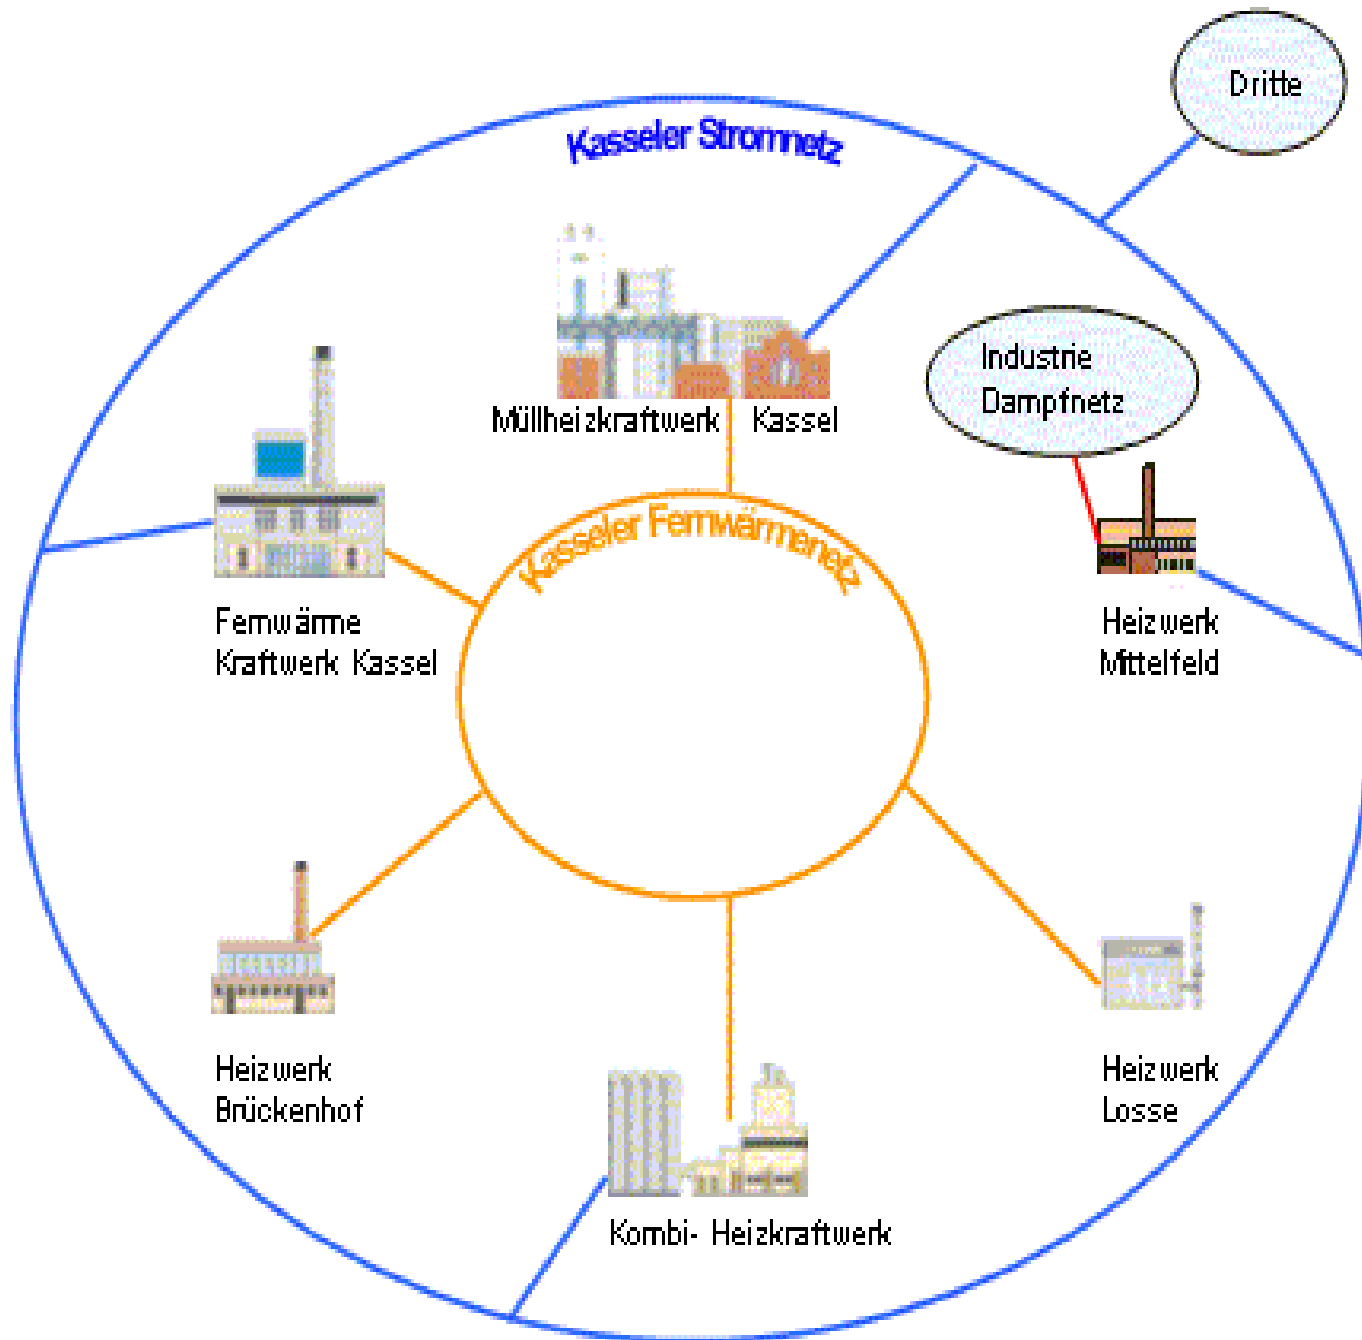 Dritte
Kasseler Stromnetz
Industrie
Dampfnetz
Müllheizkraftwerk Kassel
Kasseler Fernwärmenetz
Fernwärme
Kraftwerk Kassel
Heizwerk
Mittelfeld
Heizwerk
Brückenhof
Heizwerk
Losse
Kombi- Heizkraftwerk